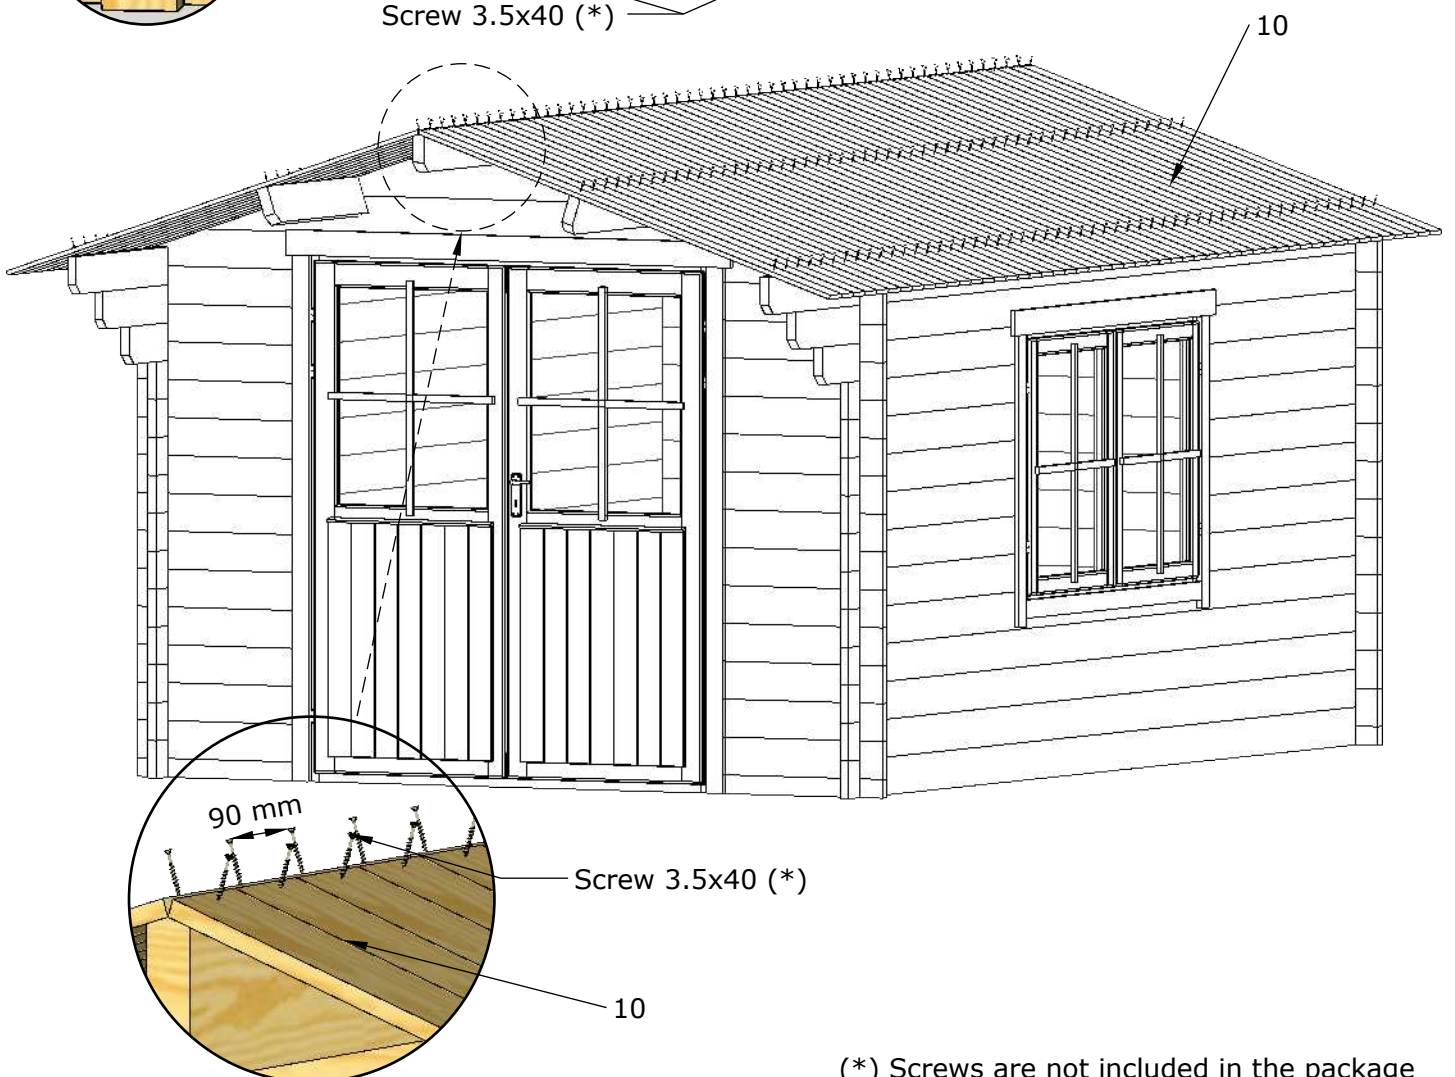 Screw 3.5x40 (*)
10
90 mm
Screw 3.5x40 (*)
10
(*) Screws are not included in the package